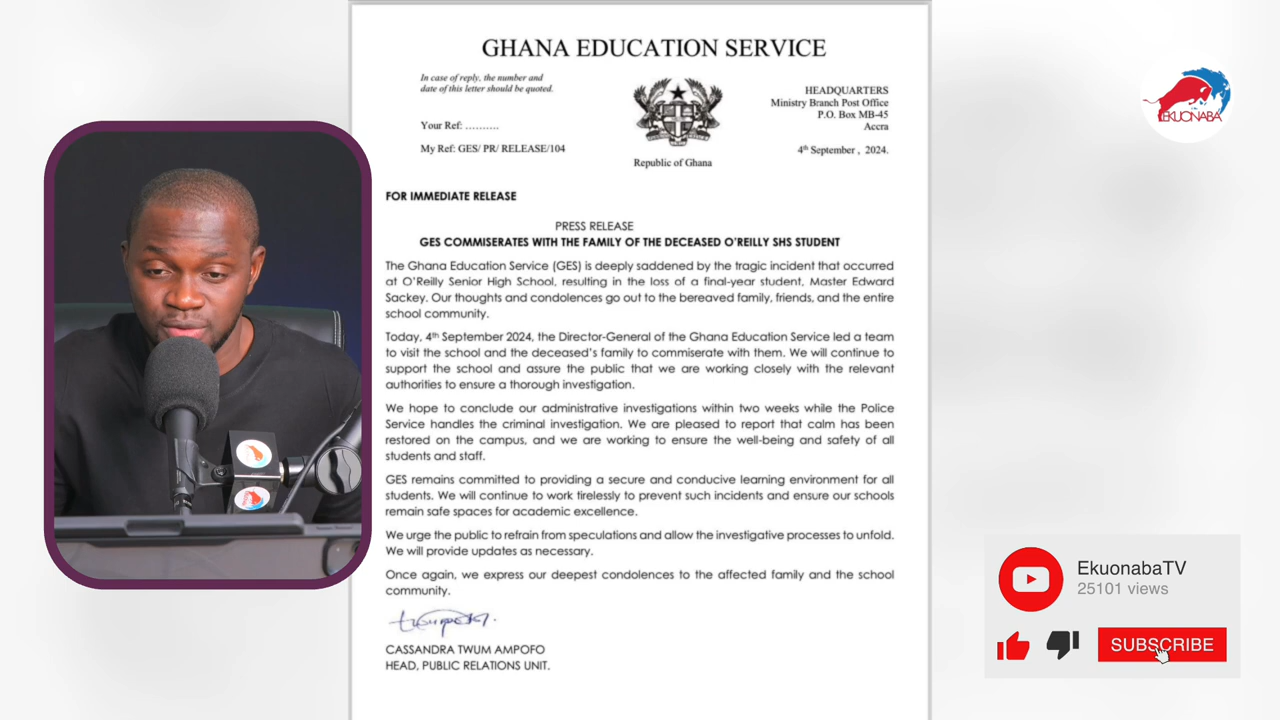 GHANA EDUCATION SERVICE
In case of reply, the number and
date of this letter should be quoted.
Your Ref: ..........
My Ref: GES/ PR/ RELEASE/104
Republic of Ghana
HEADQUARTERS
Ministry Branch Post Office
P.O. Box MB-45
Accra
4th September , 2024.
FOR IMMEDIATE RELEASE
PRESS RELEASE
GES COMMISERATES WITH THE FAMILY OF THE DECEASED O'REILLY SHS STUDENT
The Ghana Education Service (GES) is deeply saddened by the tragic incident that occurred
at O'Reilly Senior High School, resulting in the loss of a final-year student, Master Edward
Sackey. Our thoughts and condolences go out to the bereaved family, friends, and the entire
school community.
Today, 4th September 2024, the Director-General of the Ghana Education Service led a team
to visit the school and the deceased's family to commiserate with them. We will continue to
support the school and assure the public that we are working closely with the relevant
authorities to ensure a thorough investigation.
We hope to conclude our administrative investigations within two weeks while the Police
Service handles the criminal investigation. We are pleased to report that calm has been
restored on the campus, and we are working to ensure the well-being and safety of all
students and staff.
GES remains committed to providing a secure and conducive learning environment for all
students. We will continue to work tirelessly to prevent such incidents and ensure our schools
remain safe spaces for academic excellence.
We urge the public to refrain from speculations and allow the investigative processes to unfold.
We will provide updates as necessary.
Once again, we express our deepest condolences to the affected family and the school
community.
CASSANDRA TWUM AMPOFO
HEAD, PUBLIC RELATIONS UNIT.
EKUONABA
EkuonabaTV
25101 views
SUBSCRIBE